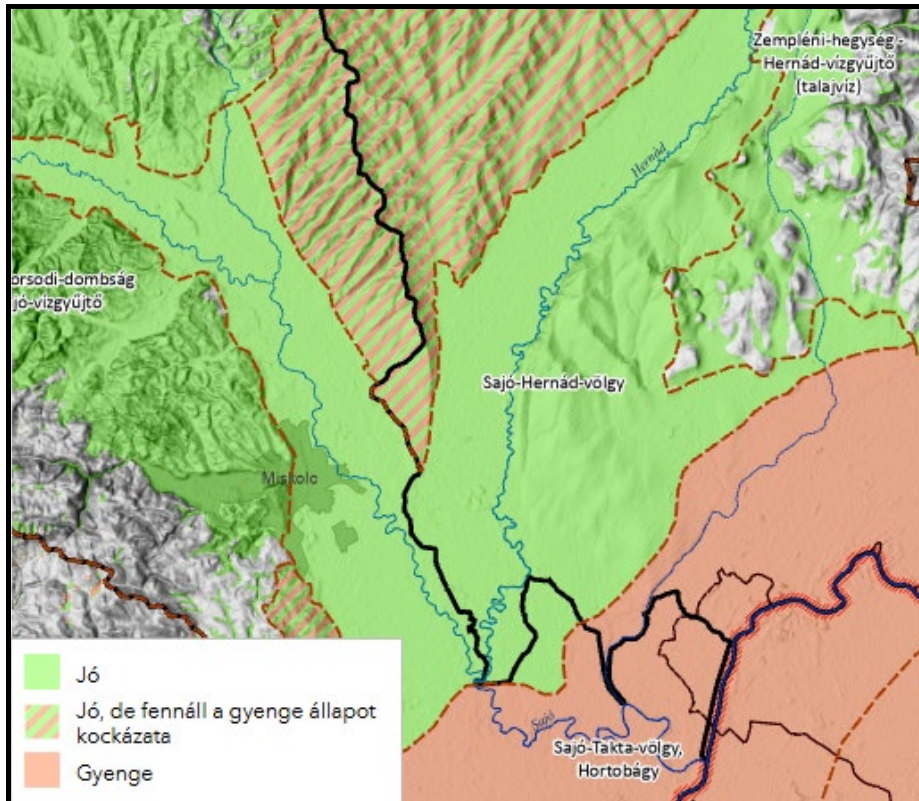 Zempléni-hegység -
Hernád-vízgyűjtő
(talajvíz)
Hernád
orsodi-dombság
jó-vízgyűjtő
Sajó-Hernád-völgy
Miskolc
Sajó
Sajó-Takta-völgy,
Hortobágy
Jó
Jó, de fennáll a gyenge állapot
kockázata
Gyenge